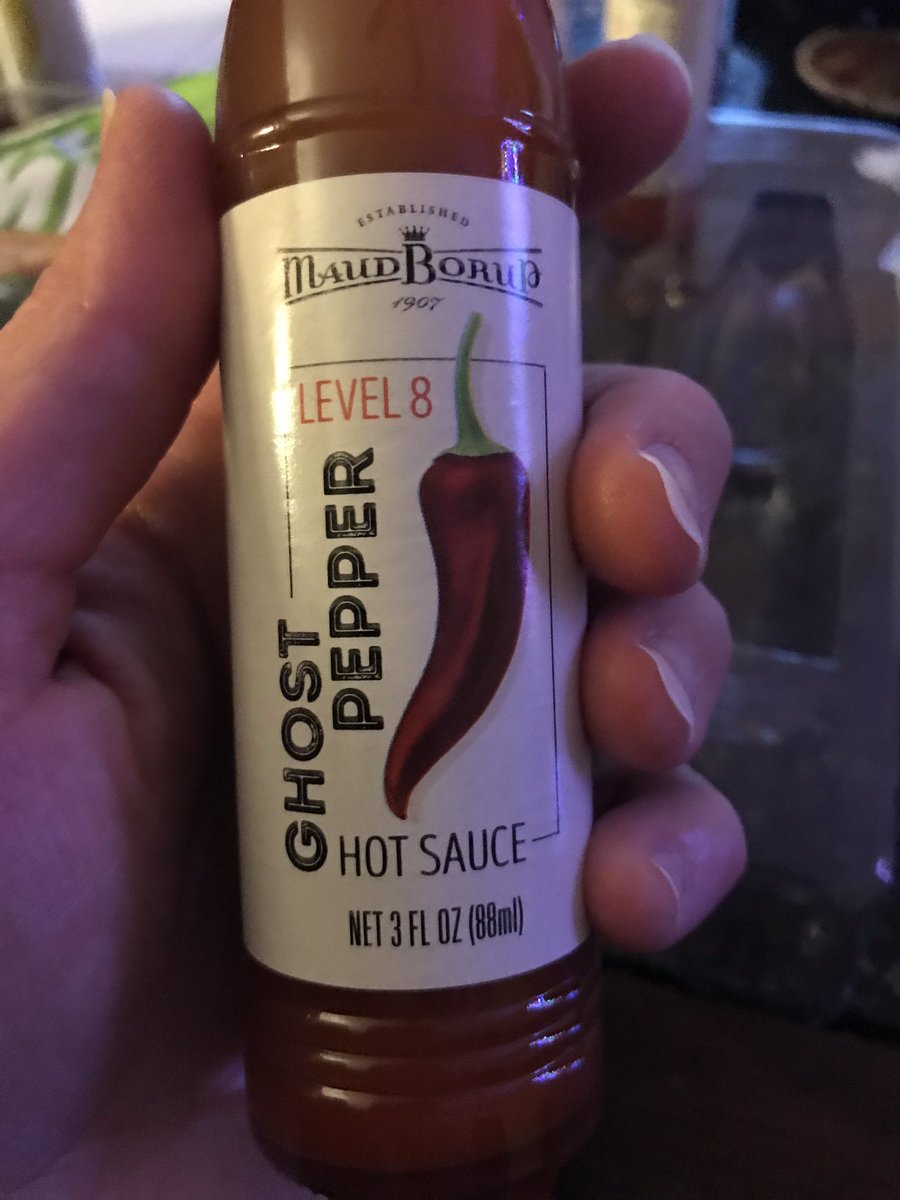 ESTABLISHED
MAUD BORUP
1907
LEVEL 8
GHOST
PEPPER
HOT SAUCE
NET 3 FL OZ (88ml)